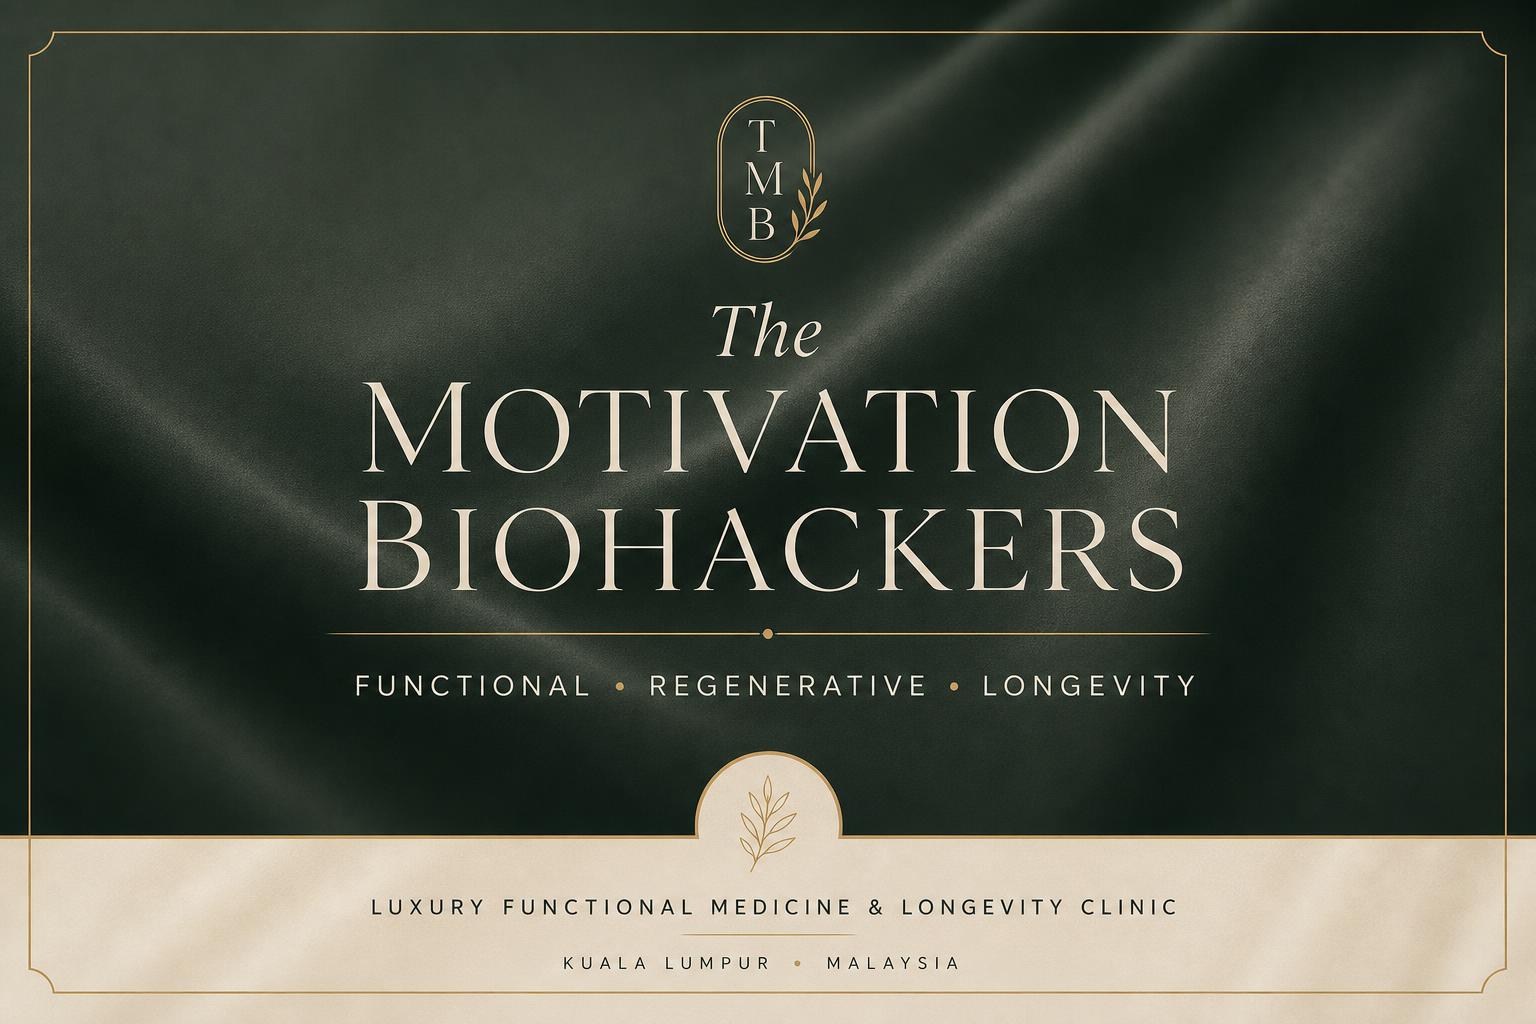 T
M
B
The
MOTIVATION
BIOHACKERS
FUNCTIONAL • REGENERATIVE • LONGEVITY
LUXURY FUNCTIONAL MEDICINE & LONGEVITY CLINIC
KUALA LUMPUR • MALAYSIA